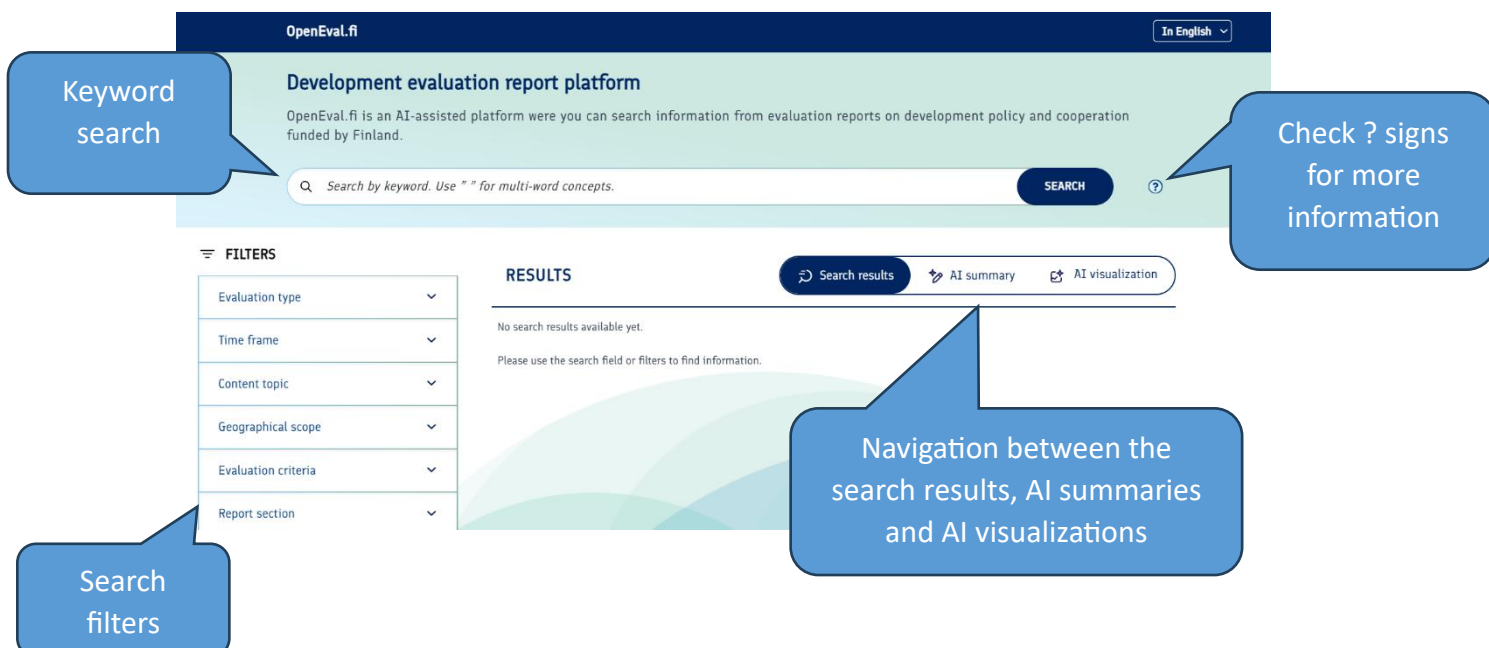 OpenEval.fi
In English
Keyword
search
Development evaluation report platform
OpenEval.fi is an AI-assisted platform were you can search information from evaluation reports on development policy and cooperation
funded by Finland.
Check ? signs
for more
information
Search by keyword. Use " " for multi-word concepts.
SEARCH
?
FILTERS
Evaluation type
Time frame
Content topic
Geographical scope
Evaluation criteria
Report section
RESULTS
Search results
AI summary
AI visualization
No search results available yet.
Please use the search field or filters to find information.
Navigation between the
search results, AI summaries
and AI visualizations
Search
filters